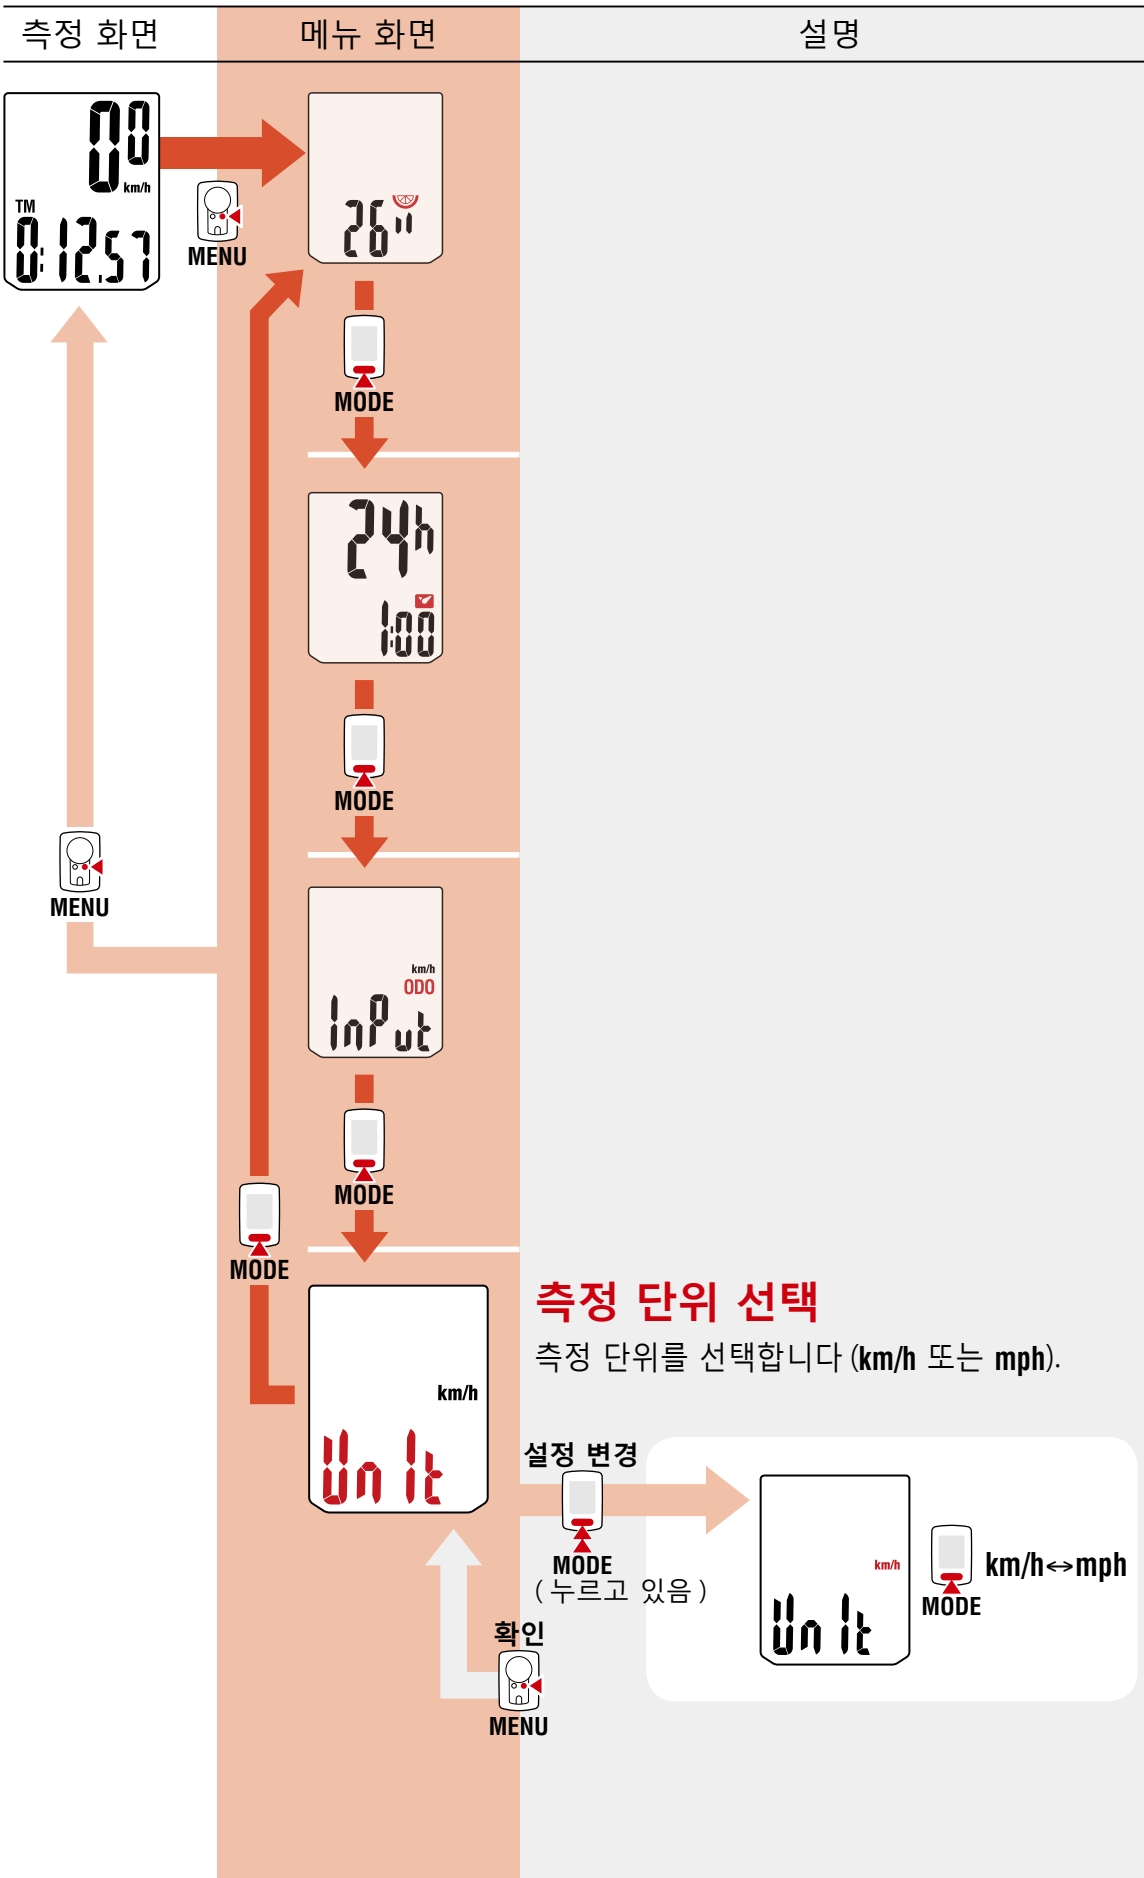 측정 화면
메뉴 화면
설명
00
km/h
TM
0:12.57
MENU
26"
MODE
24h
1:00
MODE
km/h
ODO
InPut
MENU
MODE
MODE
측정 단위 선택
측정 단위를 선택합니다 (km/h 또는 mph).
km/h
UnIt
설정 변경
MODE
( 누르고 있음 )
km/h
UnIt
MODE
km/h↔mph
확인
MENU